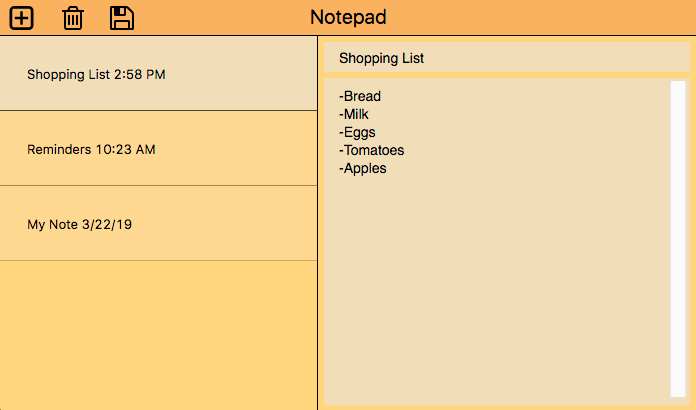 Notepad
Shopping List 2:58 PM
Reminders 10:23 AM
My Note 3/22/19
Shopping List
-Bread
-Milk
-Eggs
-Tomatoes
-Apples